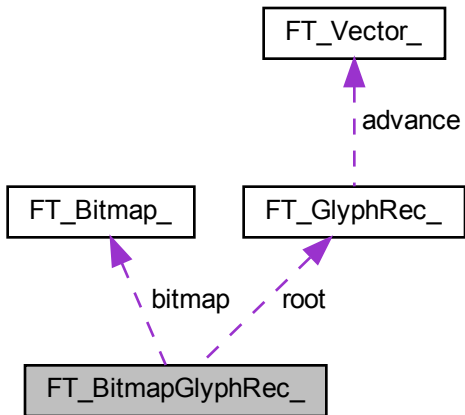 FT_Vector_
advance
FT_Bitmap_
FT_GlyphRec_
bitmap
root
FT_BitmapGlyphRec_